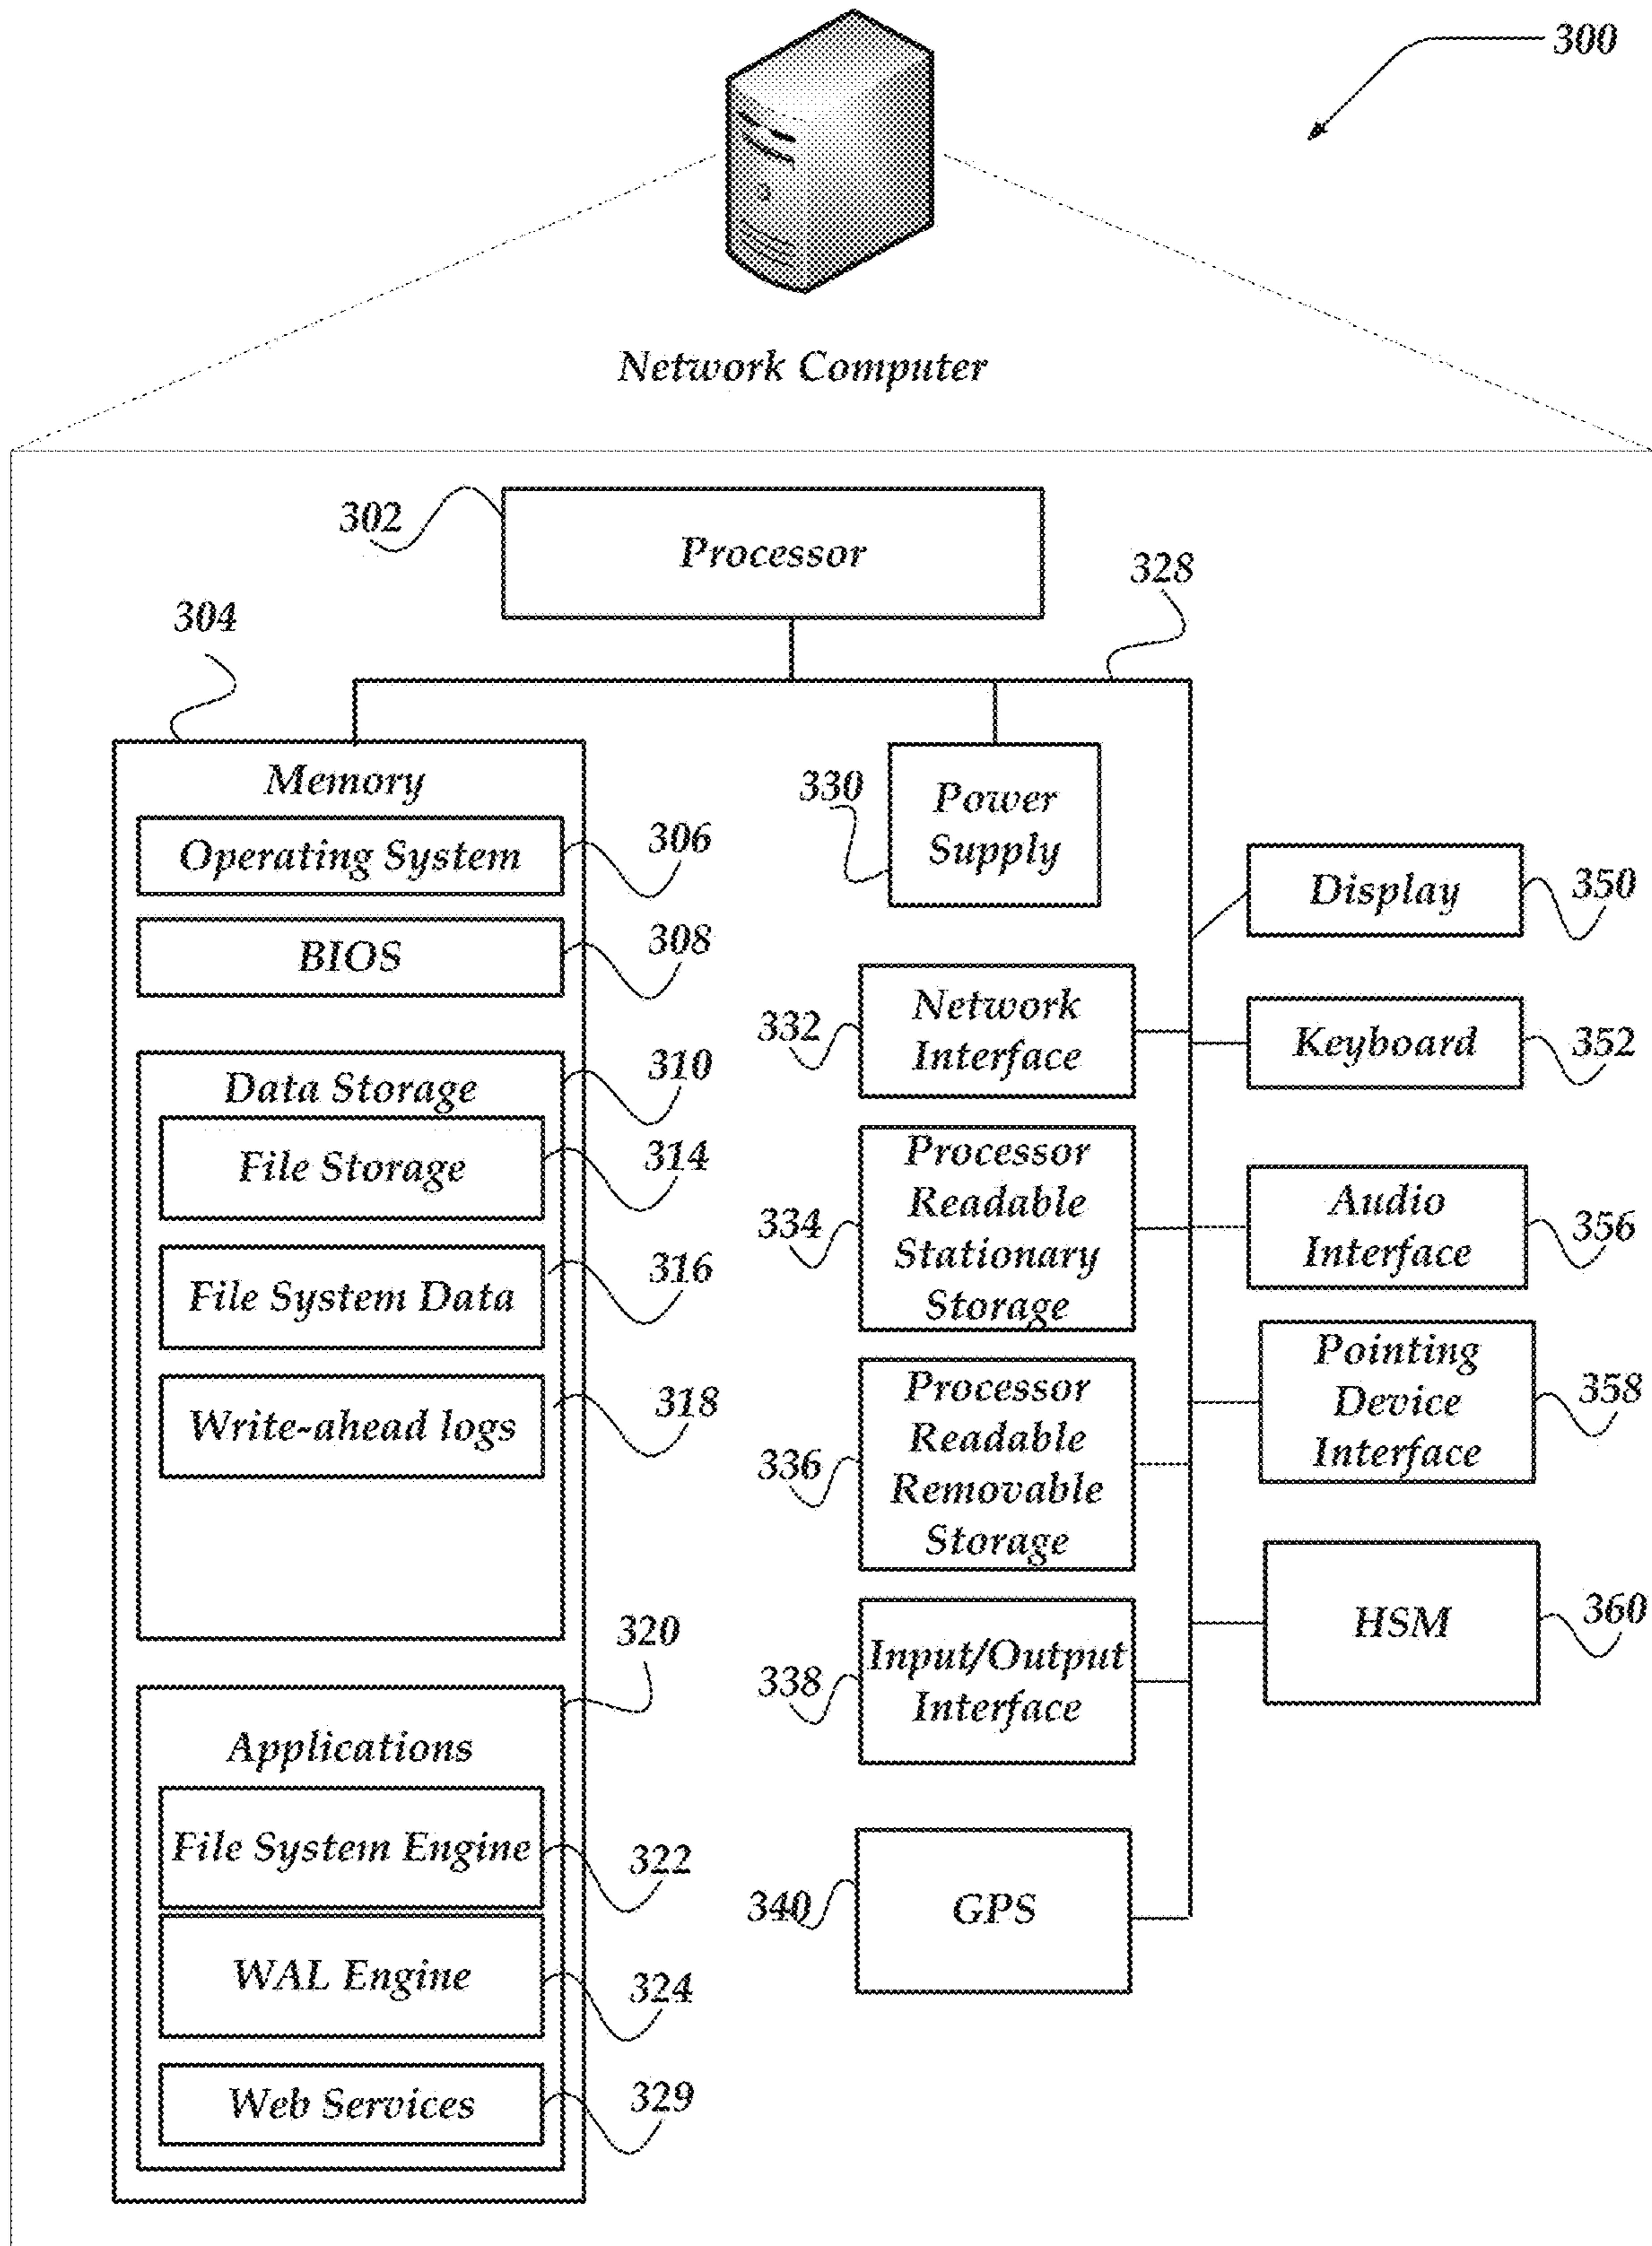 300
Network Computer
302
Processor
328
304
Memory
Operating System
306
BIOS
308
Data Storage
310
File Storage
314
File System Data
316
Write-ahead logs
318
320
Applications
File System Engine
322
WAL Engine
324
Web Services
329
330
Power
Supply
332
Network
Interface
334
Processor
Readable
Stationary
Storage
336
Processor
Readable
Removable
Storage
338
Input/Output
Interface
340
GPS
Display
350
Keyboard
352
Audio
Interface
356
Pointing
Device
Interface
358
HSM
360